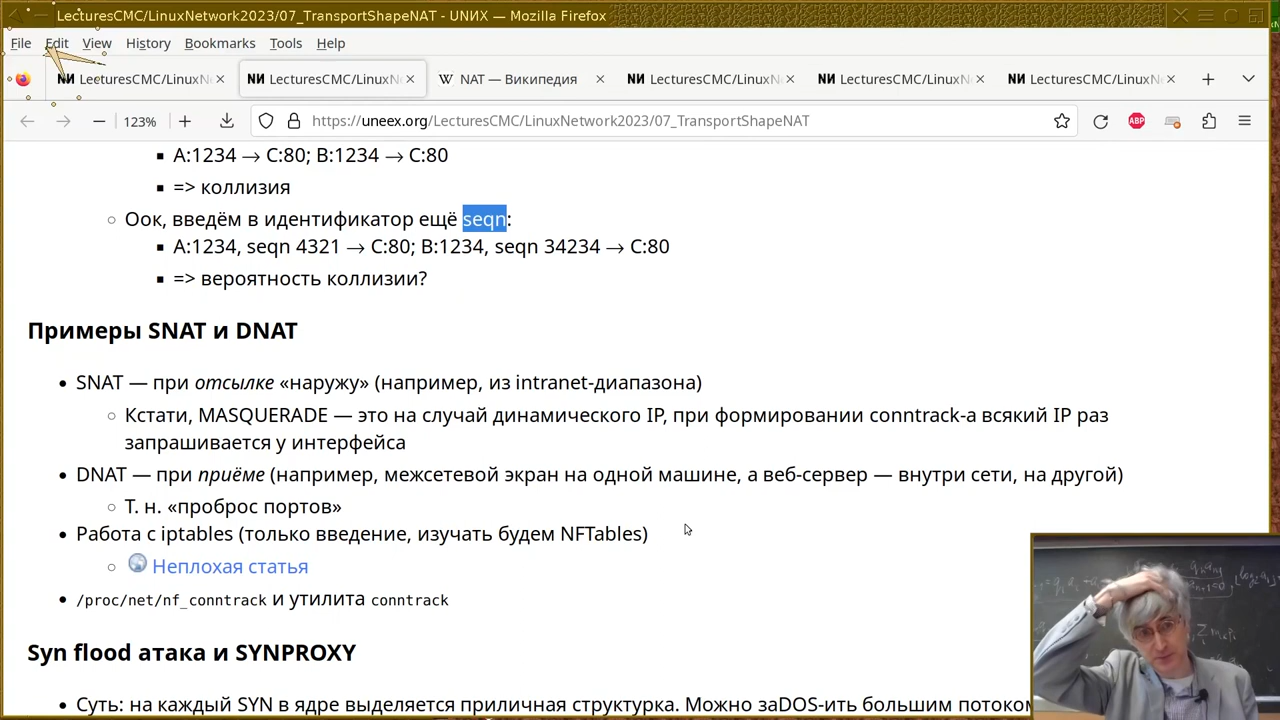 LecturesCMC/LinuxNetwork2023/07_TransportShapeNAT - UNИХ — Mozilla Firefox
File Edit View History Bookmarks Tools Help
LecturesCMC/LinuxN LecturesCMC/LinuxN NAT — Википедия LecturesCMC/LinuxN LecturesCMC/LinuxN LecturesCMC/LinuxN
123% https://uneex.org/LecturesCMC/LinuxNetwork2023/07_TransportShapeNAT ABP
A:1234 → C:80; B:1234 → C:80
=> коллизия
Оок, введём в идентификатор ещё seqn:
A:1234, seqn 4321 → C:80; B:1234, seqn 34234 → C:80
=> вероятность коллизии?
Примеры SNAT и DNAT
SNAT — при отсылке «наружу» (например, из intranet-диапазона)
Кстати, MASQUERADE — это на случай динамического IP, при формировании conntrack-а всякий IP раз
запрашивается у интерфейса
DNAT — при приёме (например, межсетевой экран на одной машине, а веб-сервер — внутри сети, на другой)
Т. н. «проброс портов»
Работа с iptables (только введение, изучать будем NFTables)
Неплохая статья
/proc/net/nf_conntrack и утилита conntrack
Syn flood атака и SYNPROXY
Суть: на каждый SYN в ядре выделяется приличная структурка. Можно заDOS-ить большим потоком